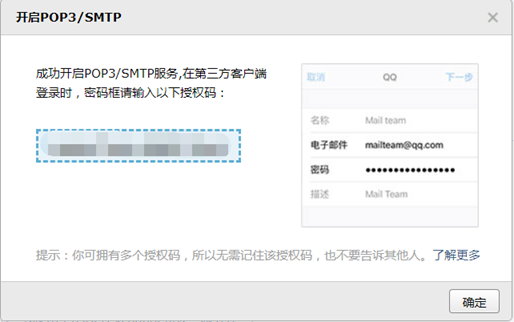 开启POP3/SMTP
成功开启POP3/SMTP服务,在第三方客户端
登录时，密码框请输入以下授权码：
取消 QQ 下一步
名称 Mail team
电子邮件 mailteam@qq.com
密码 ●●●●●●●●●●●●●●●●
描述 Mail Team
提示：你可拥有多个授权码，所以无需记住该授权码，也不要告诉其他人。了解更多
确定